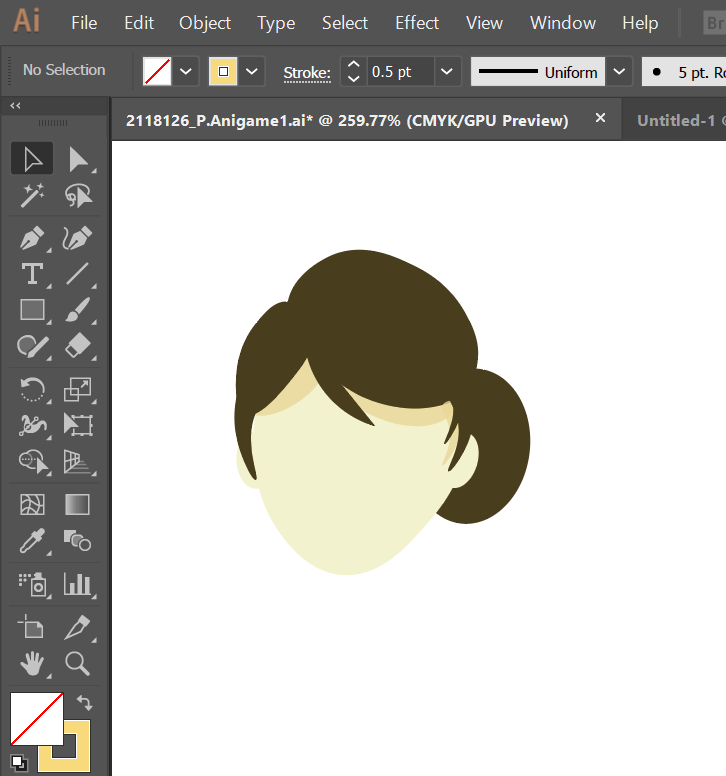 Ai File Edit Object Type Select Effect View Window Help Br
No Selection Stroke: 0.5 pt Uniform 5 pt. Ro
2118126_P.Anigame1.ai* @ 259.77% (CMYK/GPU Preview) × Untitled-1 @